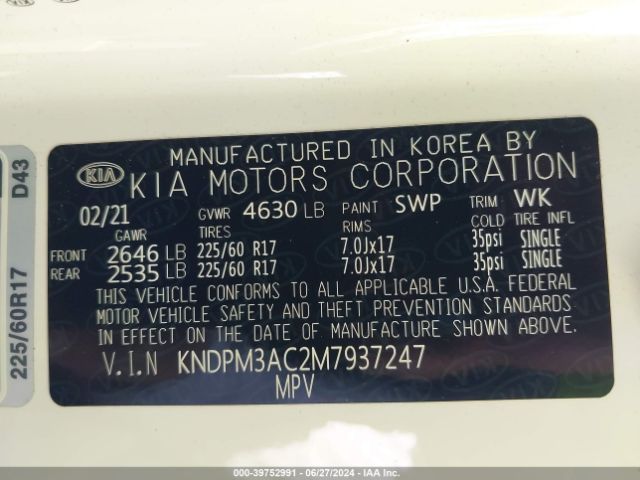 MANUFACTURED IN KOREA BY
KIA KIA MOTORS CORPORATION
02/21 GVWR 4630 LB PAINT SWP TRIM WK
GAWR TIRES RIMS COLD TIRE INFL
FRONT 2646 LB 225/60 R17 7.0Jx17 35psi SINGLE
REAR 2535 LB 225/60 R17 7.0Jx17 35psi SINGLE
THIS VEHICLE CONFORMS TO ALL APPLICABLE U.S.A. FEDERAL
MOTOR VEHICLE SAFETY AND THEFT PREVENTION STANDARDS
IN EFFECT ON THE DATE OF MANUFACTURE SHOWN ABOVE.
V.I.N KNDPM3AC2M7937247
MPV
225/60R17 D43
000-39752991 - 06/27/2024 - IAA Inc.